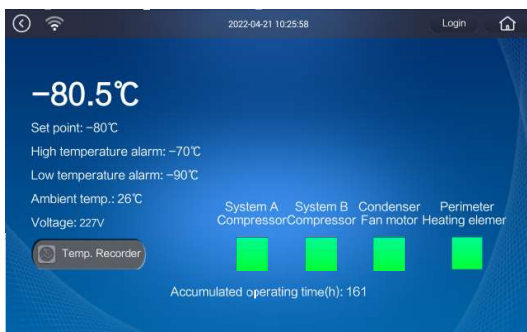 2022-04-21 10:25:58
Login
−80.5℃
Set point: −80℃
High temperature alarm: −70℃
Low temperature alarm: −90℃
Ambient temp.: 26℃
Voltage: 227V
System A System B Condenser Perimeter
Compressor Compressor Fan motor Heating elemer
Temp. Recorder
Accumulated operating time(h): 161